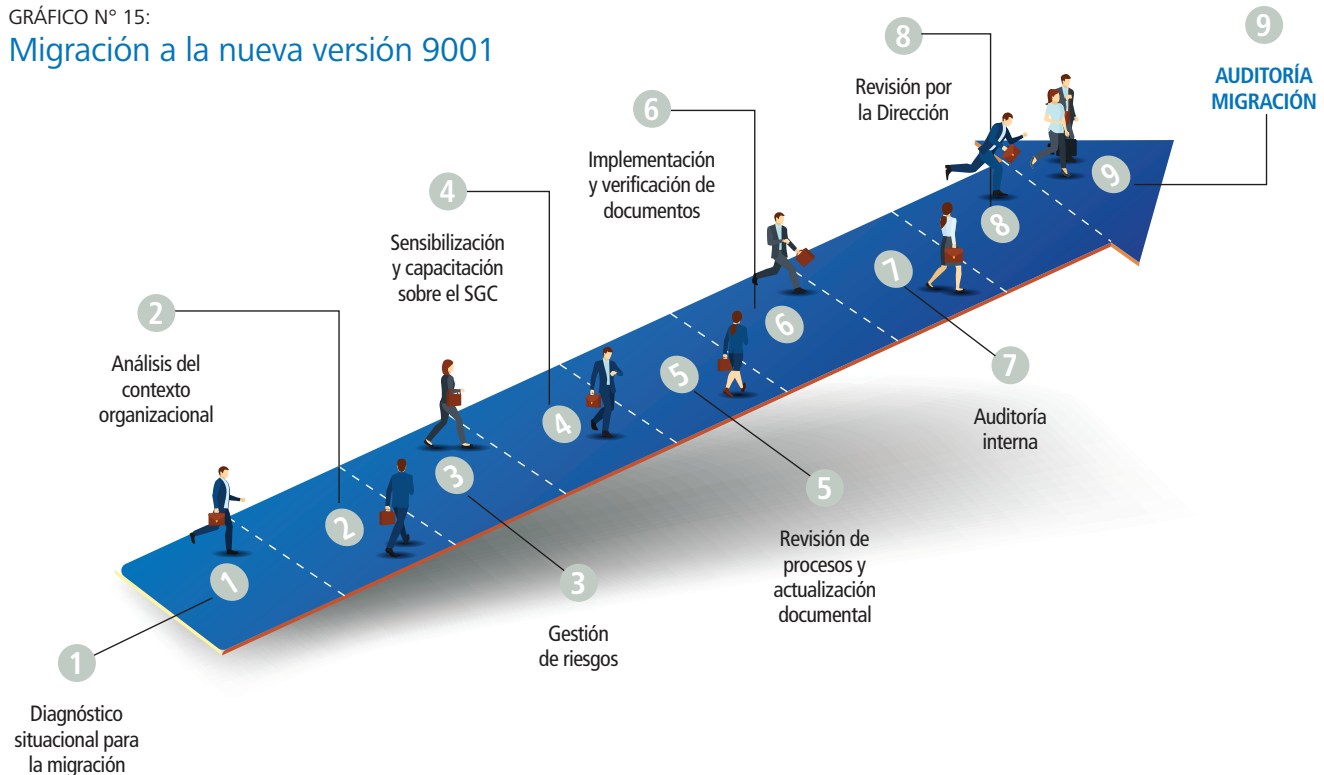 GRÁFICO N° 15:
Migración a la nueva versión 9001
1
Diagnóstico
situacional para
la migración
2
Análisis del
contexto
organizacional
3
Gestión
de riesgos
4
Sensibilización
y capacitación
sobre el SGC
5
Revisión de
procesos y
actualización
documental
6
Implementación
y verificación de
documentos
7
Auditoría
interna
8
Revisión por
la Dirección
9
AUDITORÍA
MIGRACIÓN
1
2
3
4
5
6
7
8
9